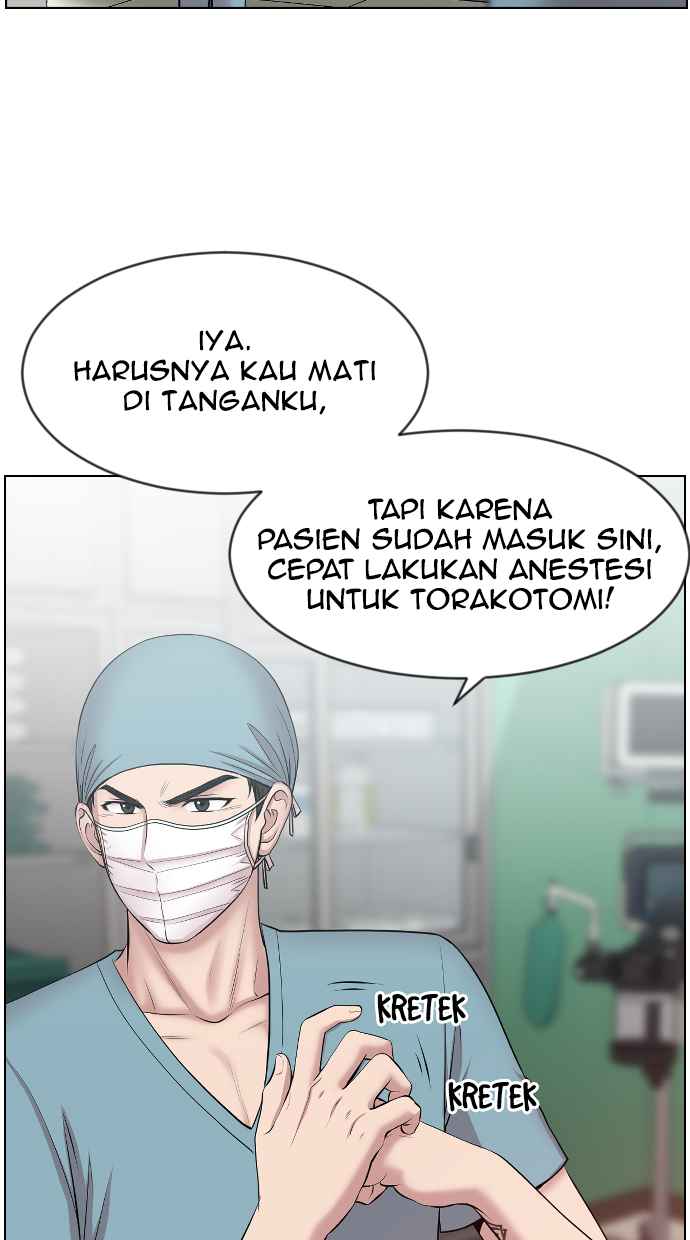 IYA.
HARUSNYA KAU MATI
DI TANGANKU,
TAPI KARENA
PASIEN SUDAH MASUK SINI,
CEPAT LAKUKAN ANESTESI
UNTUK TORAKOTOMI!
KRETEK
KRETEK